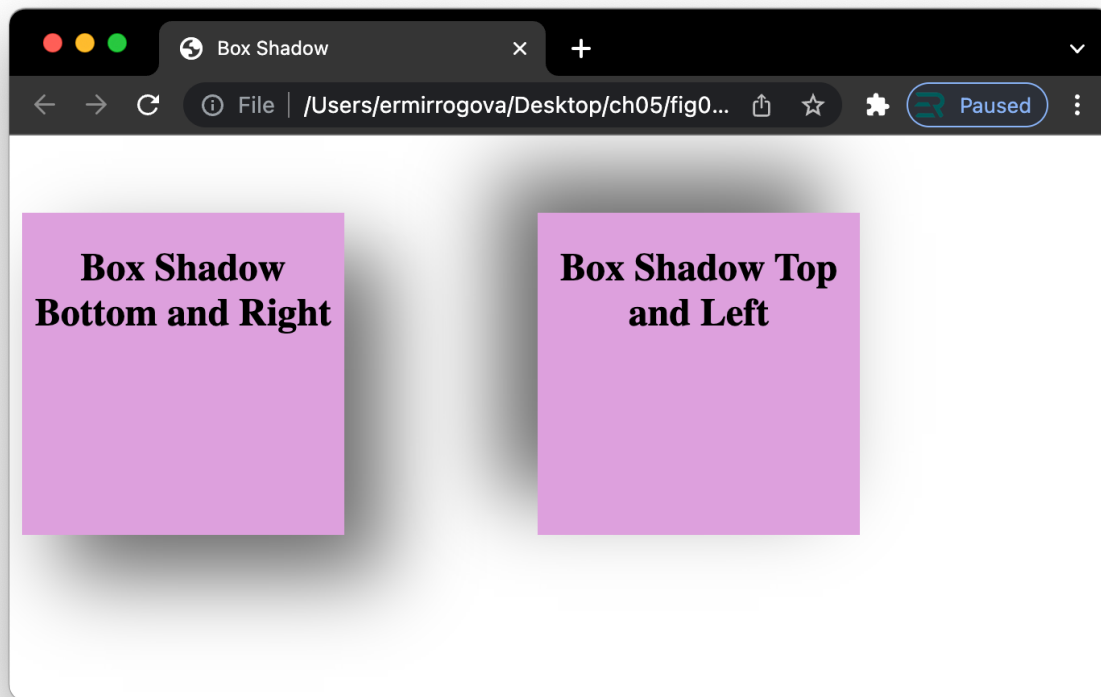 Box Shadow
File /Users/ermirrogova/Desktop/ch05/fig0... ER Paused
Box Shadow
Bottom and Right
Box Shadow Top
and Left